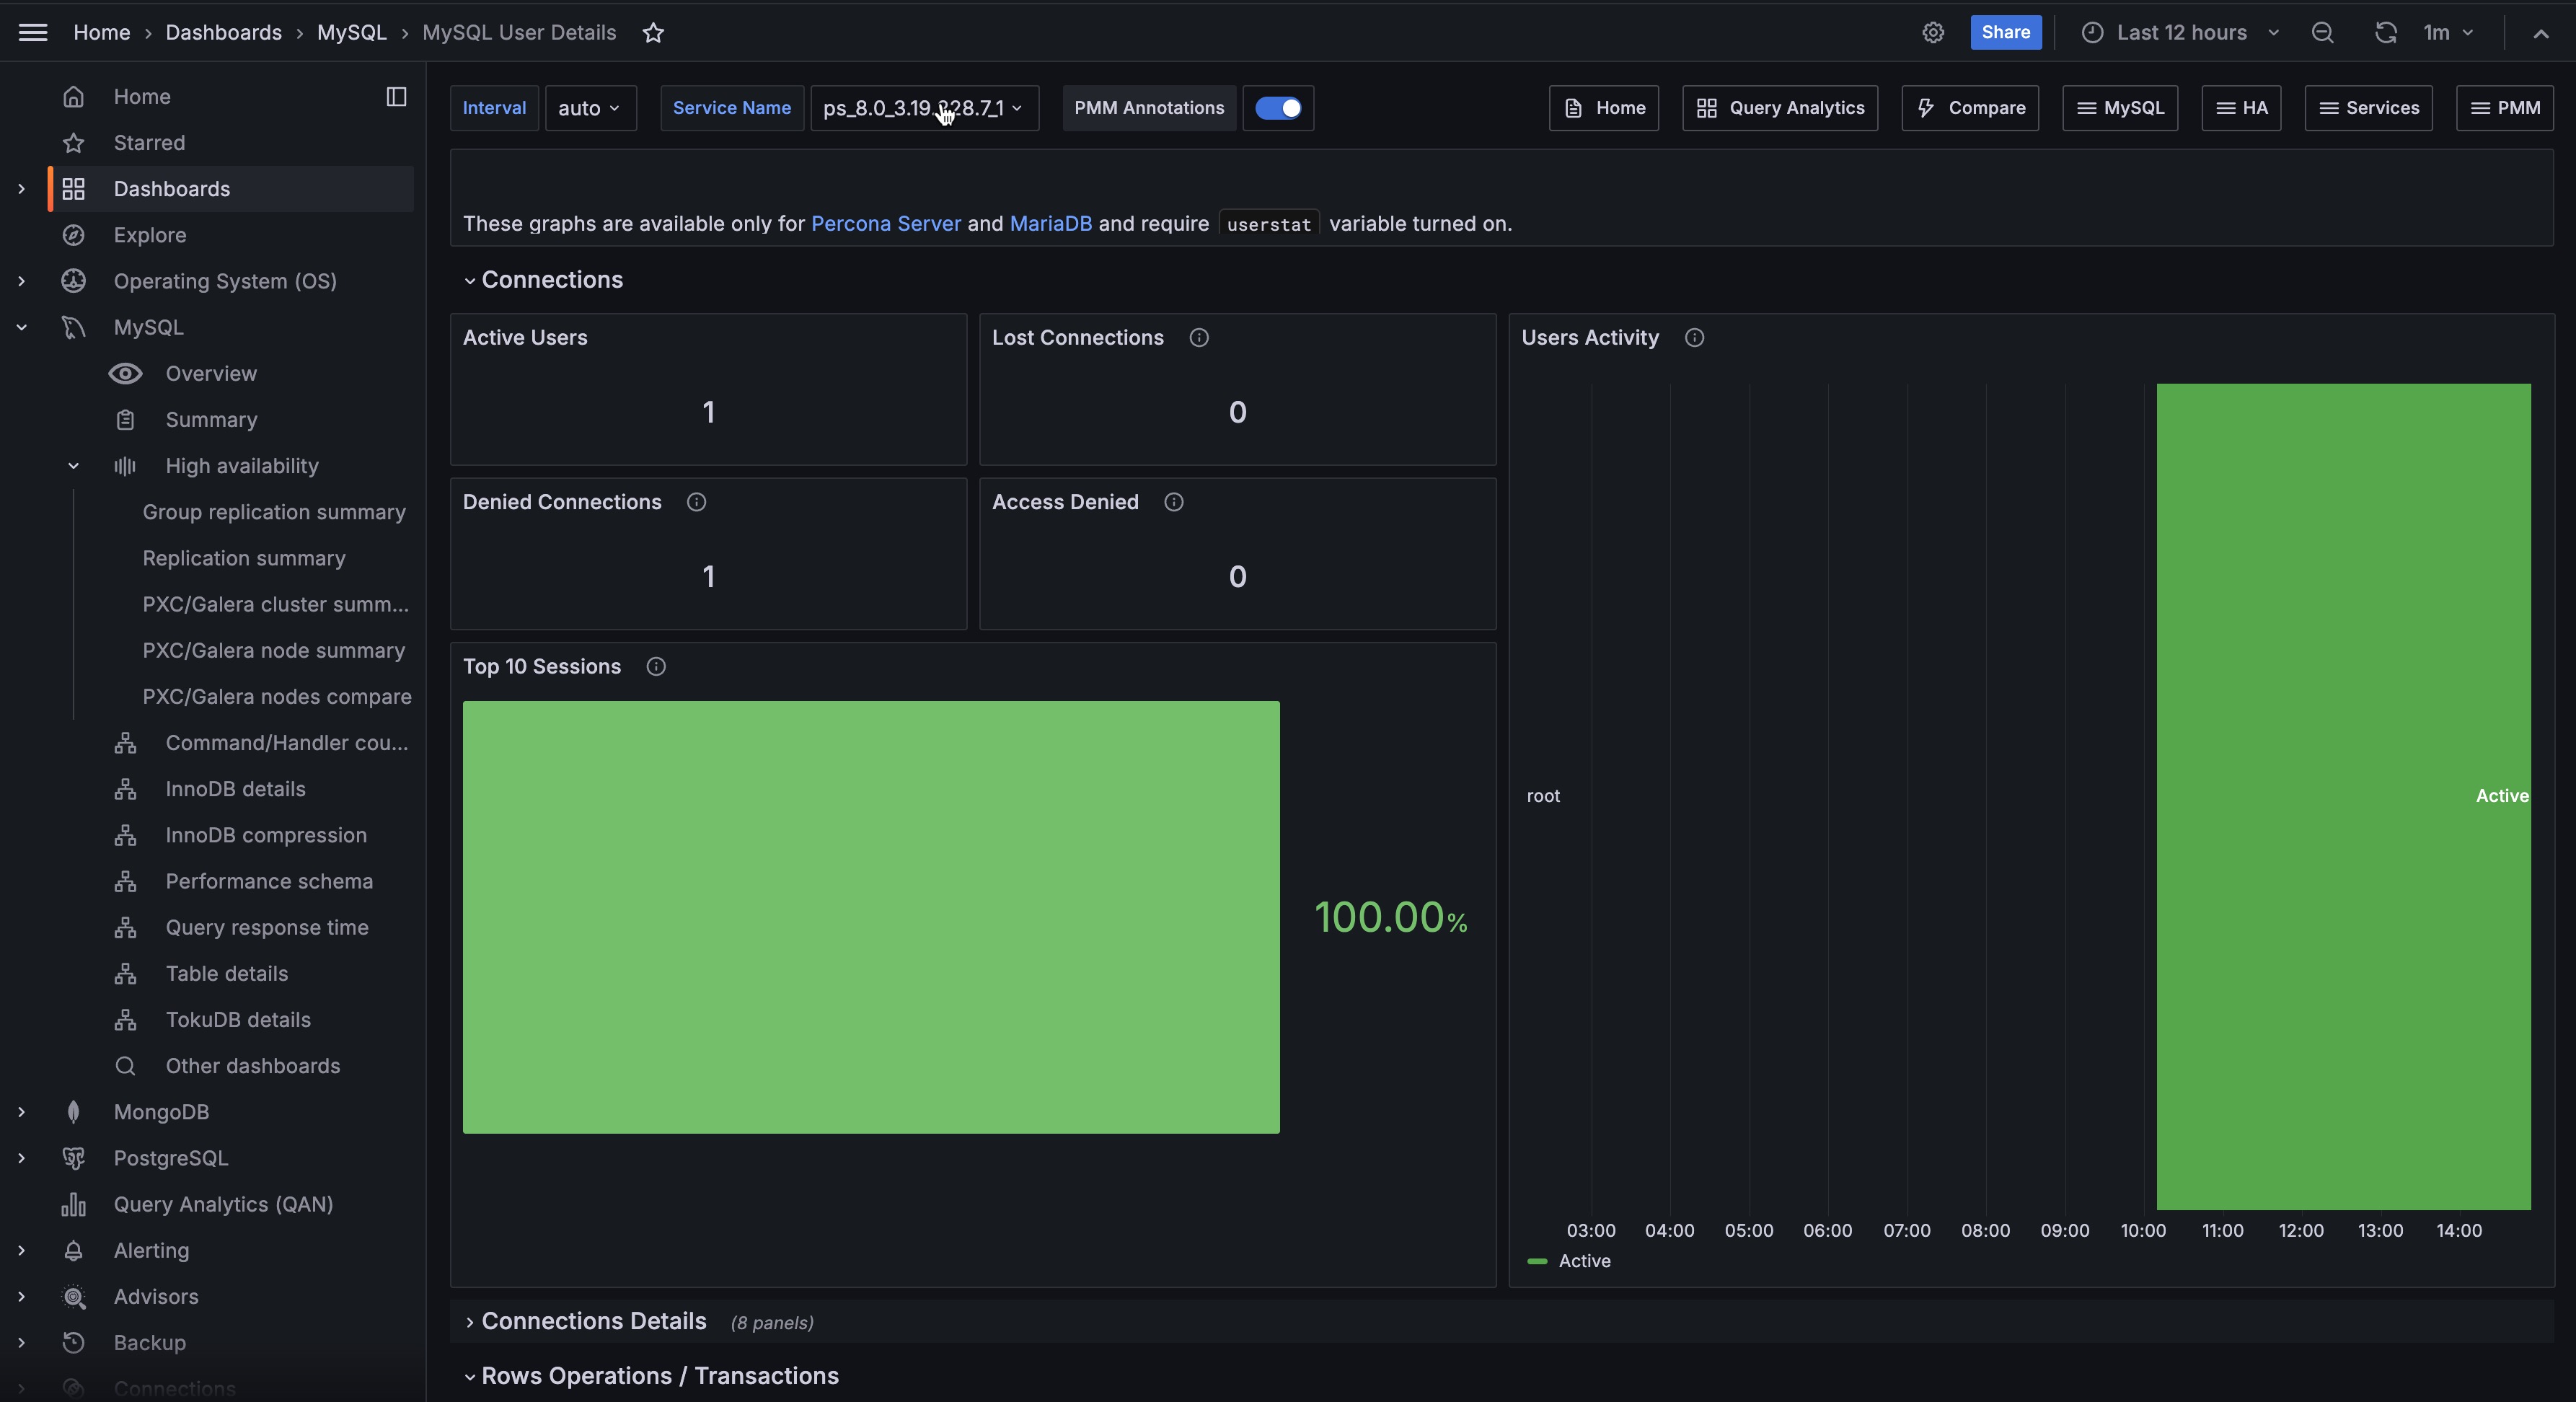 Home › Dashboards › MySQL › MySQL User Details
Share
Last 12 hours
1m
Home
Starred
Dashboards
Explore
Operating System (OS)
MySQL
Overview
Summary
High availability
Group replication summary
Replication summary
PXC/Galera cluster summ...
PXC/Galera node summary
PXC/Galera nodes compare
Command/Handler cou...
InnoDB details
InnoDB compression
Performance schema
Query response time
Table details
TokuDB details
Other dashboards
MongoDB
PostgreSQL
Query Analytics (QAN)
Alerting
Advisors
Backup
Connections
Interval
auto
Service Name
PMM Annotations
Home
Query Analytics
Compare
MySQL
HA
Services
PMM
These graphs are available only for Percona Server and MariaDB and require userstat variable turned on.
Connections
Active Users
1
Lost Connections
0
Denied Connections
1
Access Denied
0
Top 10 Sessions
100.00%
Users Activity
root
Active
03:00 04:00 05:00 06:00 07:00 08:00 09:00 10:00 11:00 12:00 13:00 14:00
Active
Connections Details (8 panels)
Rows Operations / Transactions